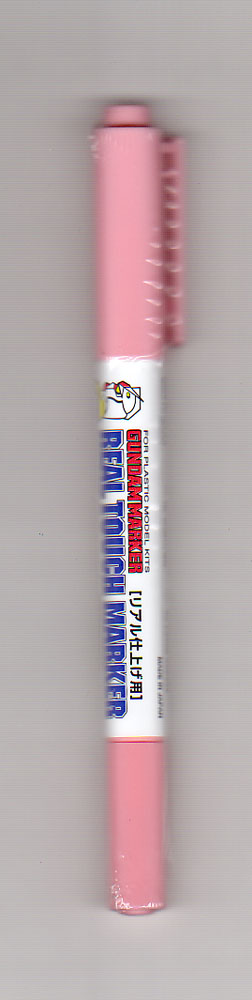 FOR PLASTIC MODEL KITS
GUNDAM MARKER
[リアル仕上げ用]
REAL TOUCH MARKER